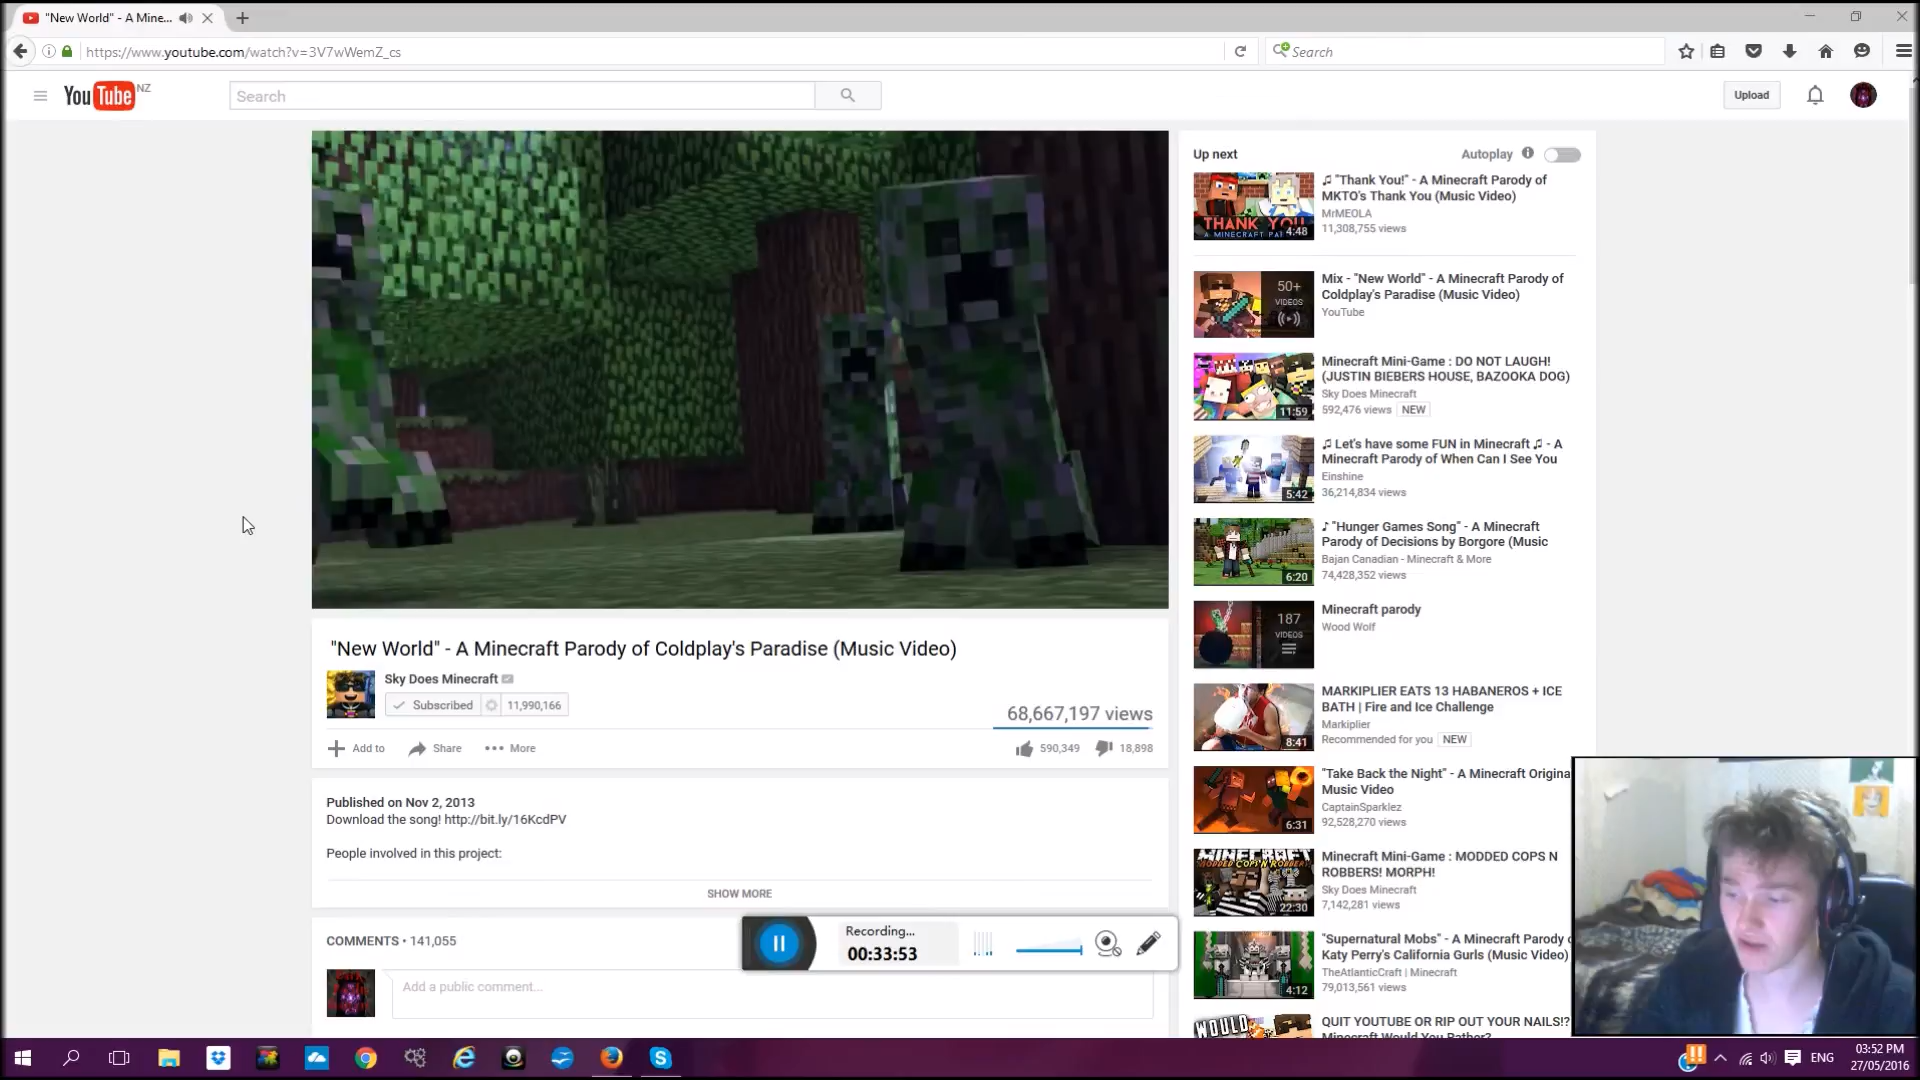 "New World" - A Mine...
https://www.youtube.com/watch?v=3V7wWemZ_cs
Search
YouTube NZ
Search
Upload
Up next
Autoplay
♫ "Thank You!" - A Minecraft Parody of
MKTO's Thank You (Music Video)
MrMEOLA
11,308,755 views
THANK YOU
4:48
Mix - "New World" - A Minecraft Parody of
Coldplay's Paradise (Music Video)
YouTube
50+
VIDEOS
Minecraft Mini-Game : DO NOT LAUGH!
(JUSTIN BIEBERS HOUSE, BAZOOKA DOG)
Sky Does Minecraft
592,476 views NEW
11:59
♫ Let's have some FUN in Minecraft ♫ - A
Minecraft Parody of When Can I See You
Einshine
36,214,834 views
5:42
♪ "Hunger Games Song" - A Minecraft
Parody of Decisions by Borgore (Music
Bajan Canadian - Minecraft & More
74,428,352 views
6:20
Minecraft parody
Wood Wolf
187
VIDEOS
MARKIPLIER EATS 13 HABANEROS + ICE
BATH | Fire and Ice Challenge
Markiplier
Recommended for you NEW
8:41
"Take Back the Night" - A Minecraft Origina
Music Video
CaptainSparklez
92,528,270 views
6:31
Minecraft Mini-Game : MODDED COPS N
ROBBERS! MORPH!
Sky Does Minecraft
7,142,281 views
MINECRAFT
MODDED COPS N ROBBERS
22:30
"Supernatural Mobs" - A Minecraft Parody
Katy Perry's California Gurls (Music Video)
TheAtlanticCraft | Minecraft
79,013,561 views
4:12
QUIT YOUTUBE OR RIP OUT YOUR NAILS!?
Minecraft Would You Rather?
WOULD
"New World" - A Minecraft Parody of Coldplay's Paradise (Music Video)
Sky Does Minecraft
Subscribed 11,990,166
68,667,197 views
Add to Share More
590,349 18,898
Published on Nov 2, 2013
Download the song! http://bit.ly/16KcdPV
People involved in this project:
SHOW MORE
COMMENTS • 141,055
Add a public comment...
Recording...
00:33:53
ENG
03:52 PM
27/05/2016